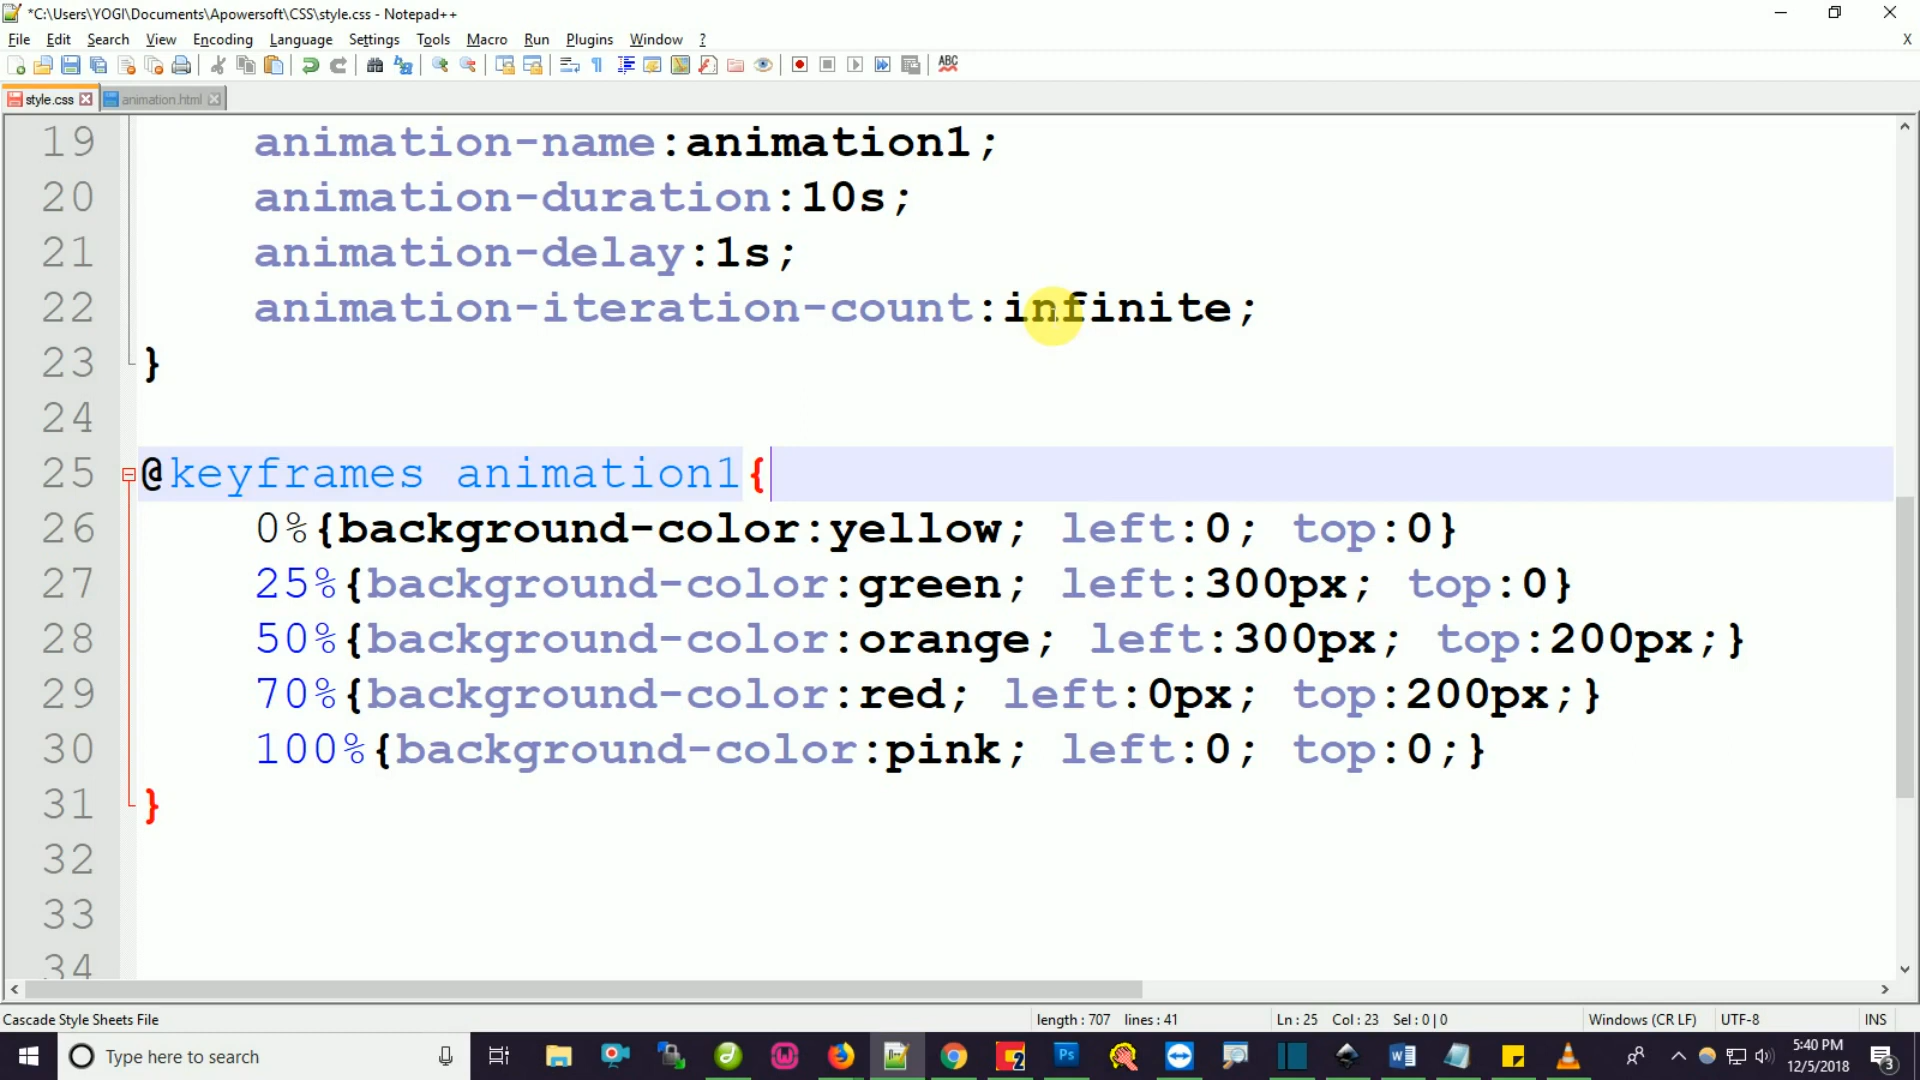 *C:\Users\YOGI\Documents\Apowersoft\CSS\style.css - Notepad++
File Edit Search View Encoding Language Settings Tools Macro Run Plugins Window ? X
ABC
style.css animation.html
19 animation-name:animation1;
20 animation-duration:10s;
21 animation-delay:1s;
22 animation-iteration-count:infinite;
23 }
24
25 @keyframes animation1{
26 0%{background-color:yellow; left:0; top:0}
27 25%{background-color:green; left:300px; top:0}
28 50%{background-color:orange; left:300px; top:200px;}
29 70%{background-color:red; left:0px; top:200px;}
30 100%{background-color:pink; left:0; top:0;}
31 }
32
33
34
Cascade Style Sheets File length : 707 lines : 41 Ln : 25 Col : 23 Sel : 0 | 0 Windows (CR LF) UTF-8 INS
Type here to search 2 Ps W 5:40 PM 3
12/5/2018